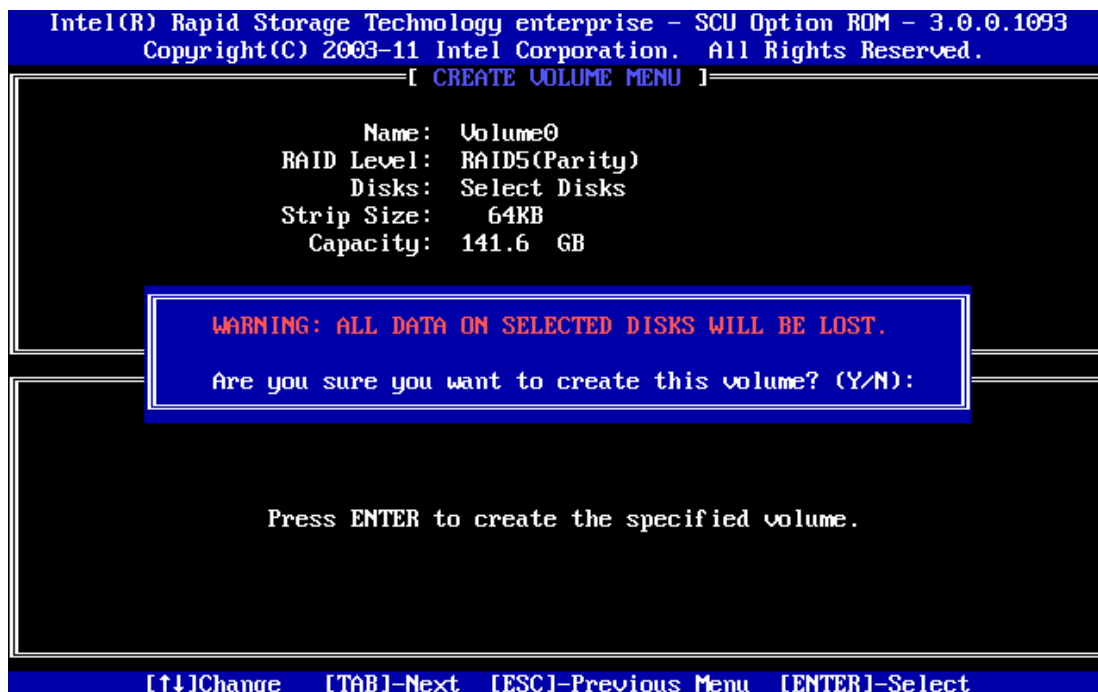 Intel(R) Rapid Storage Technology enterprise - SCU Option ROM - 3.0.0.1093
Copyright(C) 2003-11 Intel Corporation. All Rights Reserved.
[ CREATE VOLUME MENU ]
Name: Volume0
RAID Level: RAID5(Parity)
Disks: Select Disks
Strip Size: 64KB
Capacity: 141.6 GB
WARNING: ALL DATA ON SELECTED DISKS WILL BE LOST.
Are you sure you want to create this volume? (Y/N):
Press ENTER to create the specified volume.
[↑↓]Change [TAB]-Next [ESC]-Previous Menu [ENTER]-Select